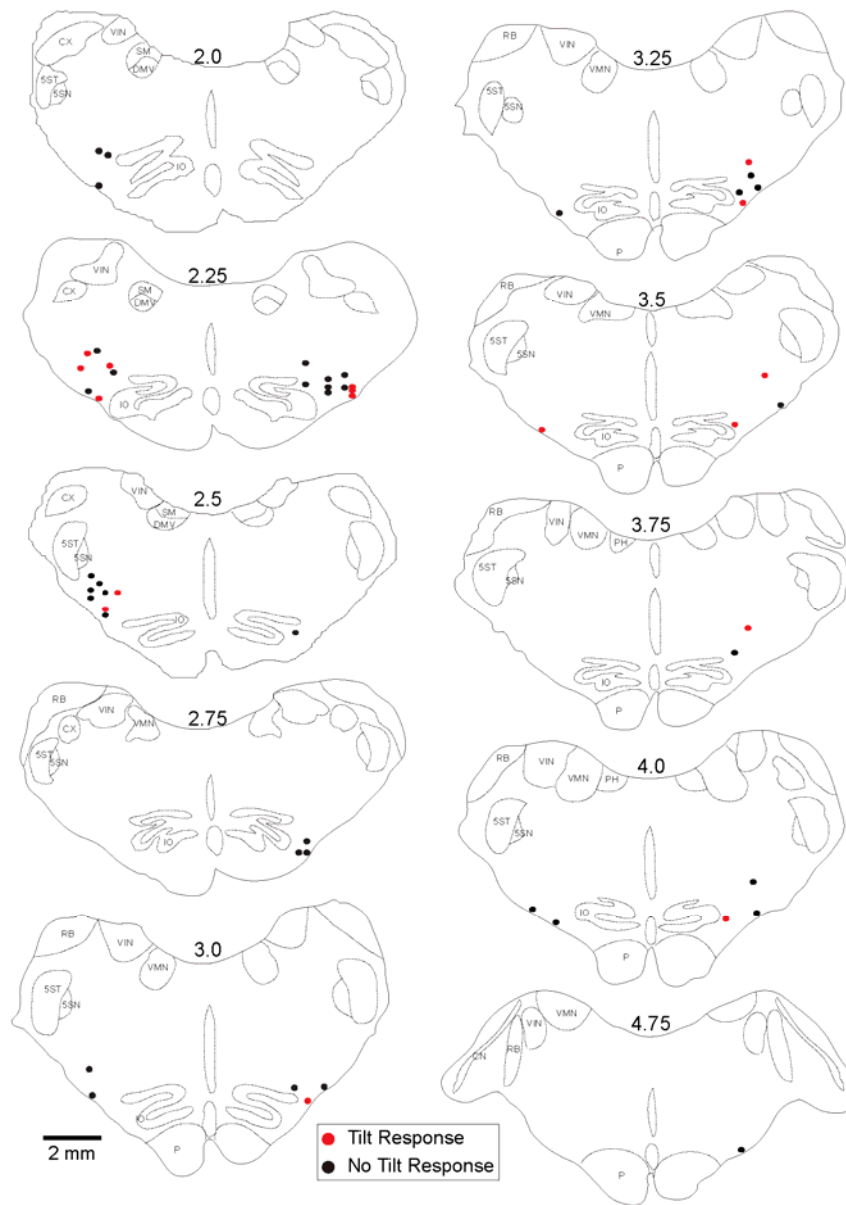 2.0
CX
VIN
SM
DMV
5ST
5SN
IO
2.25
VIN
CX
SM
DMV
IO
2.5
CX
VIN
SM
DMV
5ST
5SN
IO
2.75
RB
VIN
CX
VMN
5ST
5SN
IO
3.0
RB
VIN
VMN
5ST
5SN
IO
P
2 mm
3.25
RB
VIN
VMN
5ST
5SN
IO
P
3.5
RB
VIN
VMN
5ST
5SN
IO
P
3.75
RB
VIN
VMN
PH
5ST
5SN
IO
P
4.0
RB
VIN
VMN
PH
5ST
5SN
IO
P
4.75
VMN
VIN
RB
CN
P
Tilt Response
No Tilt Response